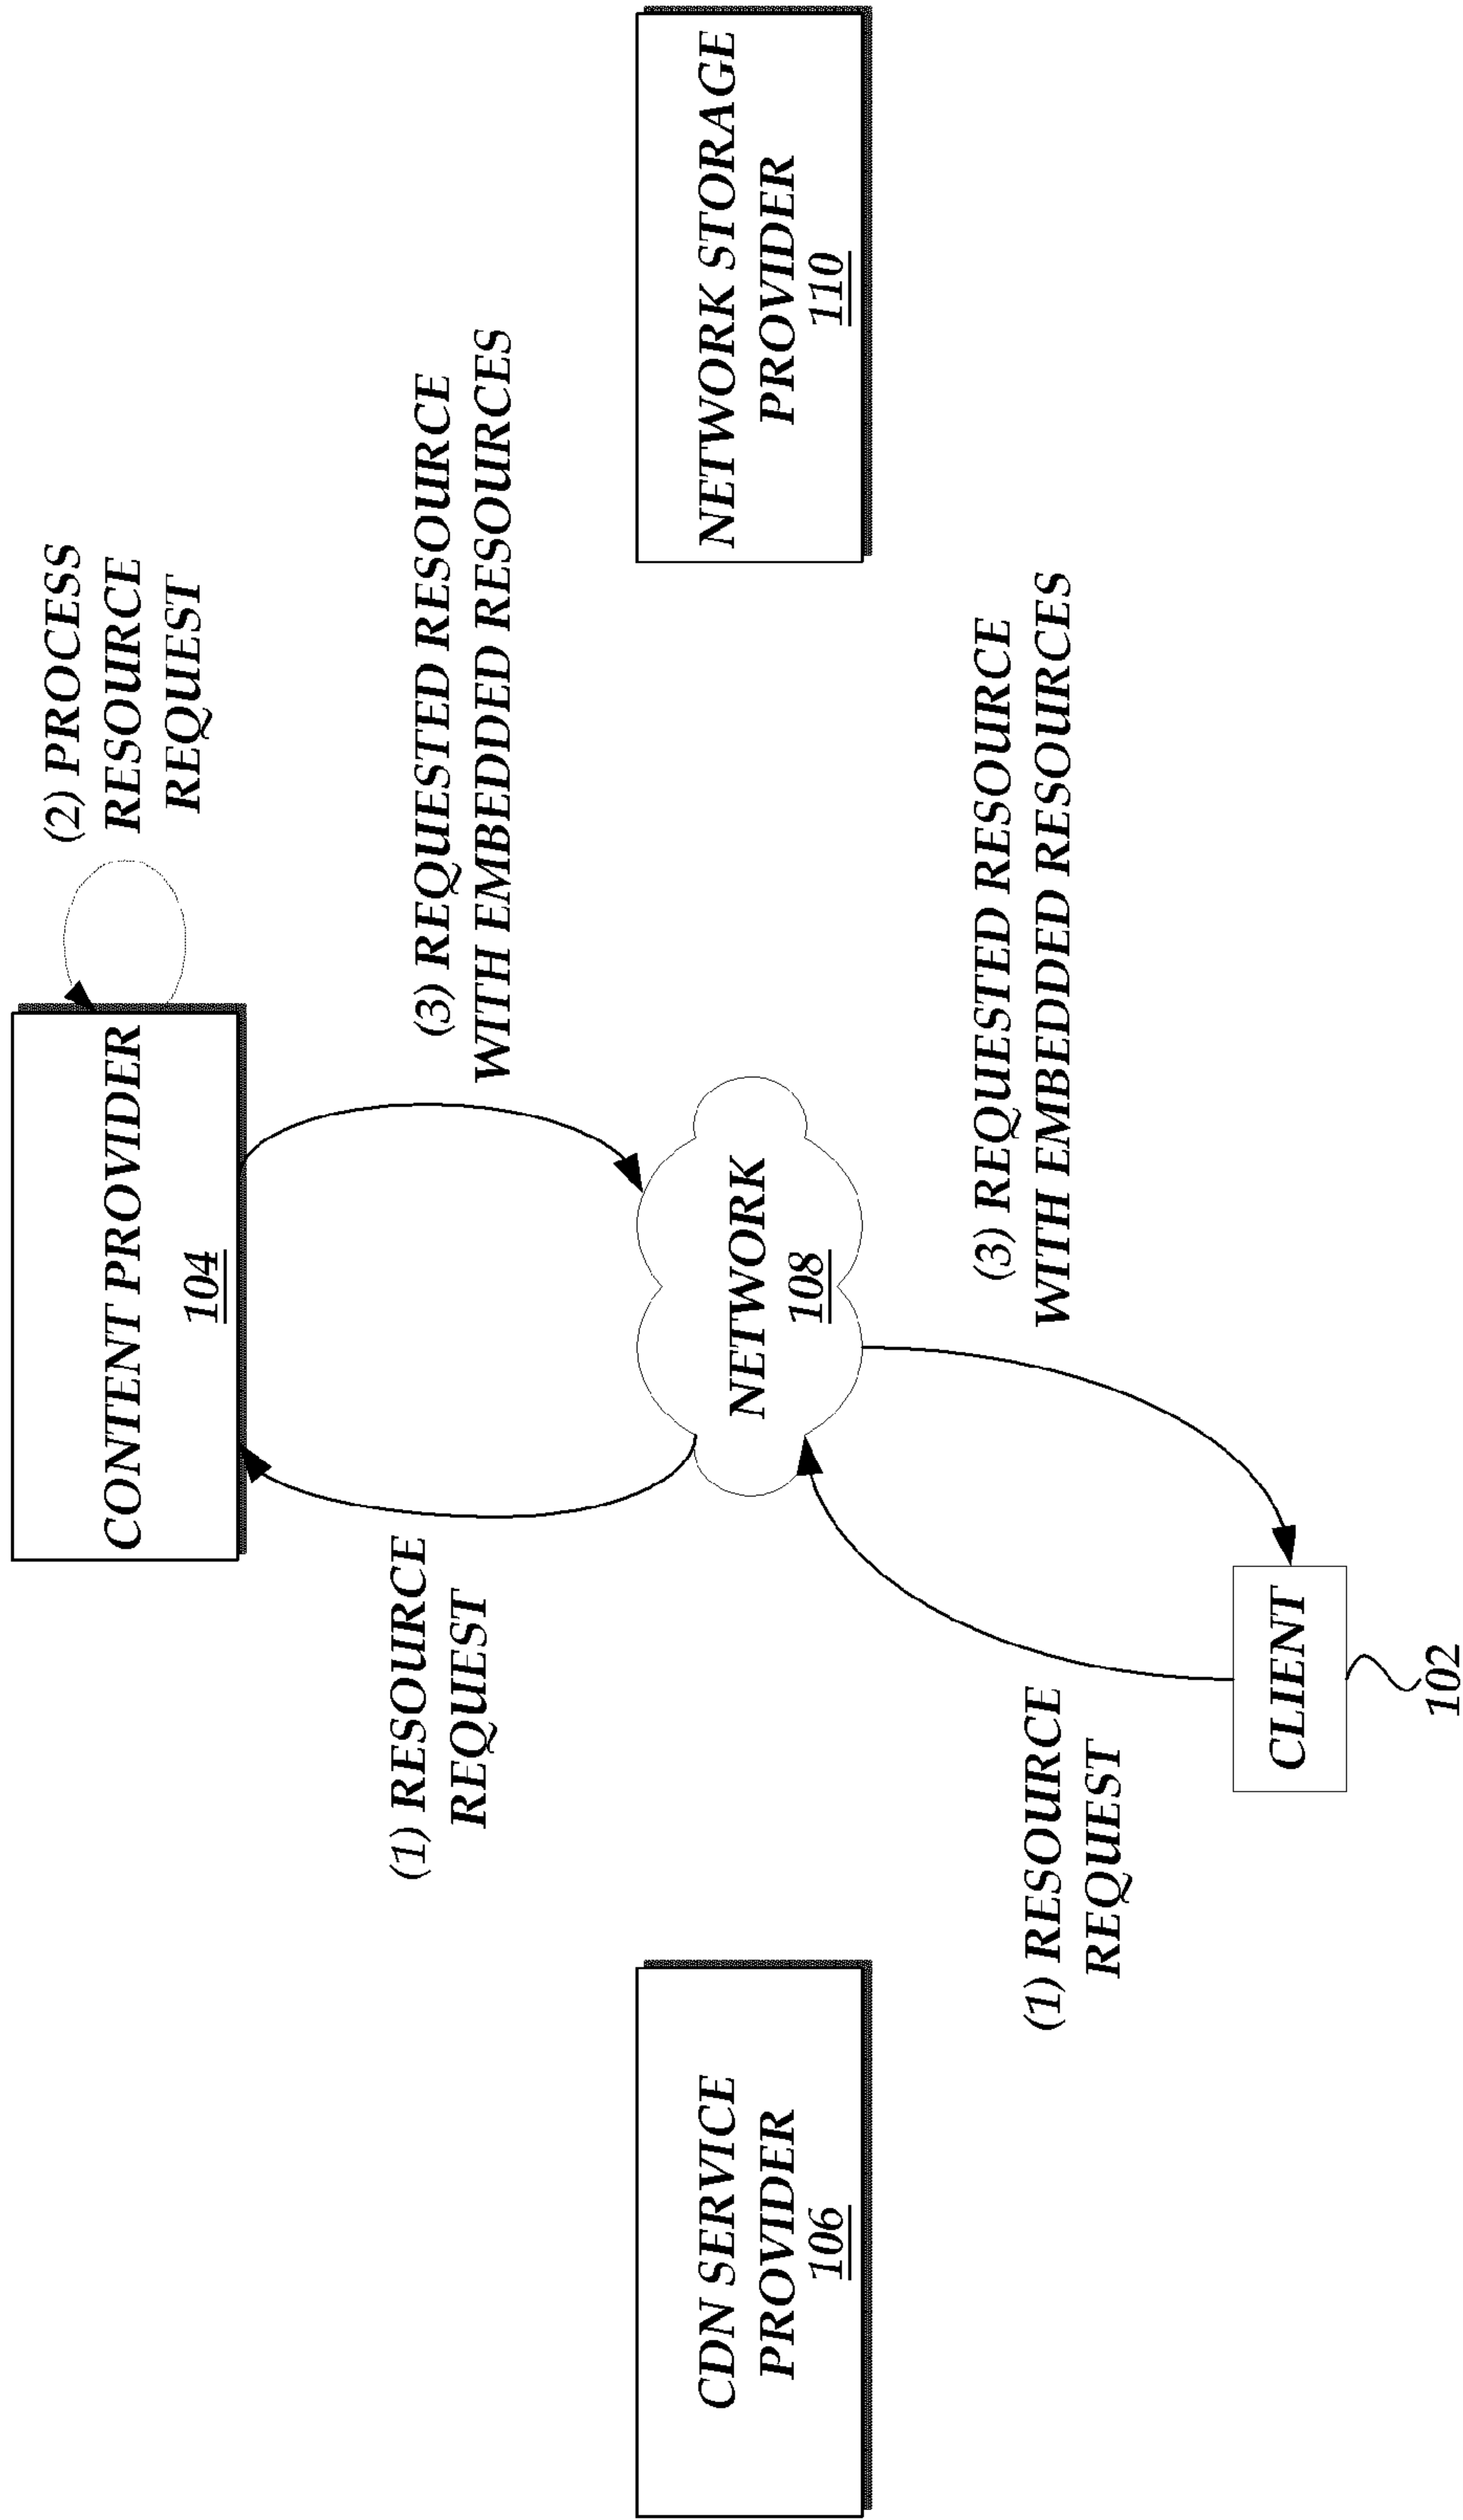 (2) PROCESS
RESOURCE
REQUEST
CONTENT PROVIDER
104
(3) REQUESTED RESOURCE
WITH EMBEDDED RESOURCES
(1) RESOURCE
REQUEST
CDN SERVICE
PROVIDER
106
NETWORK
108
NETWORK STORAGE
PROVIDER
110
(1) RESOURCE
REQUEST
(3) REQUESTED RESOURCE
WITH EMBEDDED RESOURCES
CLIENT
102